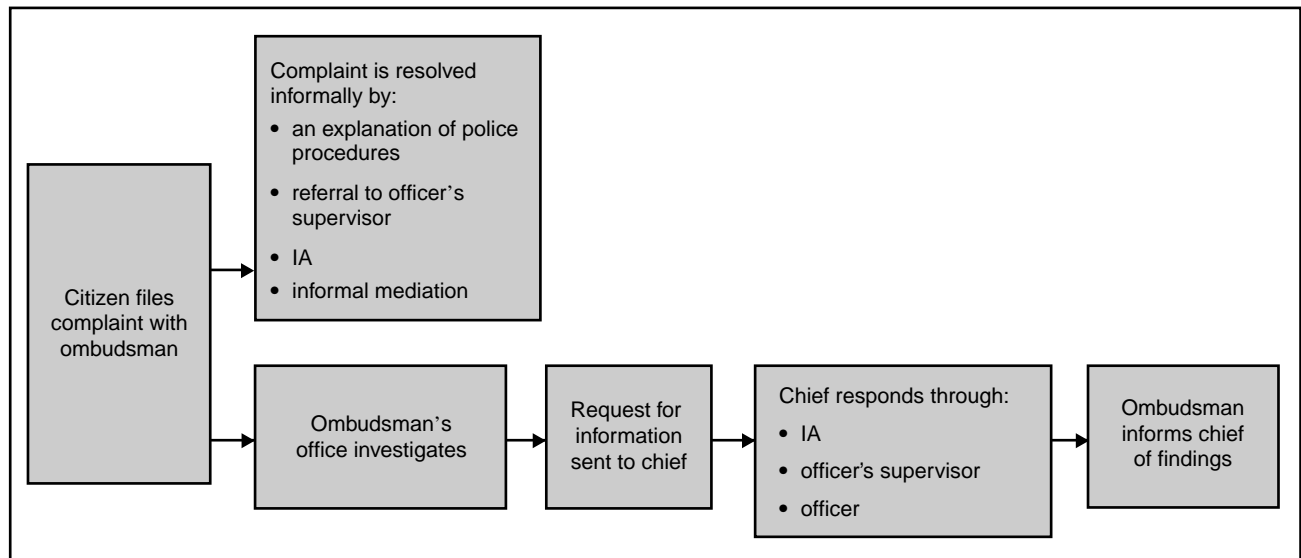 Citizen files
complaint with
ombudsman
Complaint is resolved
informally by:
• an explanation of police
procedures
• referral to officer's
supervisor
• IA
• informal mediation
Ombudsman's
office investigates
Request for
information
sent to chief
Chief responds through:
• IA
• officer's supervisor
• officer
Ombudsman
informs chief
of findings